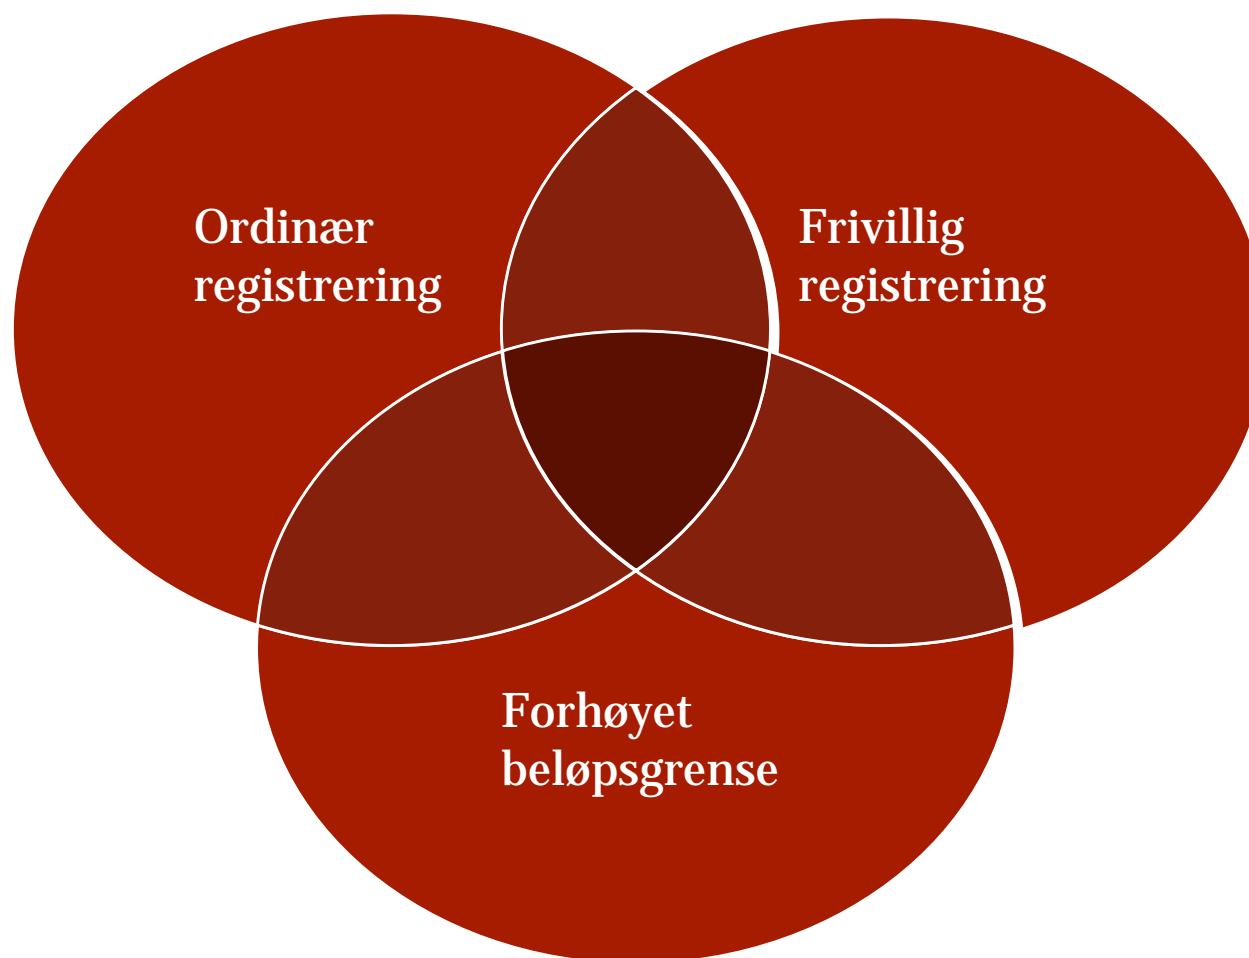 Ordinær
registrering
Frivillig
registrering
Forhøyet
beløpsgrense